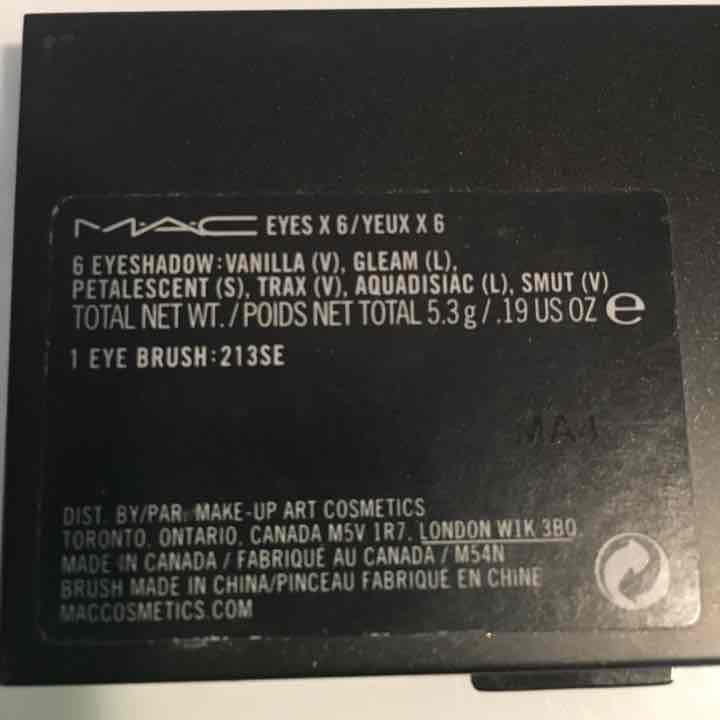 MAC EYES X 6/YEUX X 6
6 EYESHADOW:VANILLA (V), GLEAM (L),
PETALESCENT (S), TRAX (V), AQUADISIAC (L), SMUT (V)
TOTAL NET WT./POIDS NET TOTAL 5.3g/.19 US OZ e
1 EYE BRUSH:213SE
MA4
DIST. BY/PAR. MAKE-UP ART COSMETICS
TORONTO, ONTARIO, CANADA M5V 1R7. LONDON W1K 3BQ
MADE IN CANADA / FABRIQUÉ AU CANADA / M54N
BRUSH MADE IN CHINA/PINCEAU FABRIQUÉ EN CHINE
MACCOSMETICS.COM